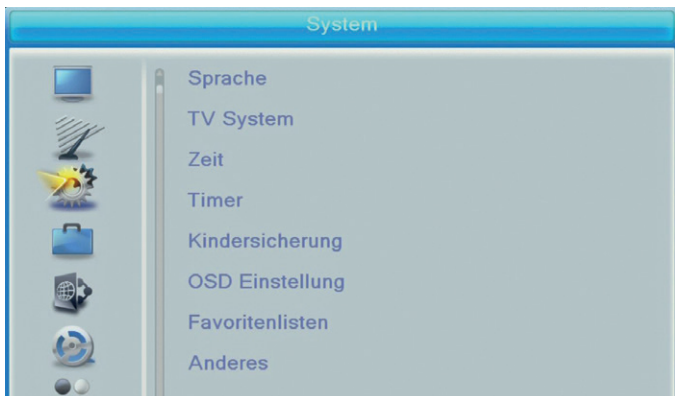 System
Sprache
TV System
Zeit
Timer
Kindersicherung
OSD Einstellung
Favoritenlisten
Anderes